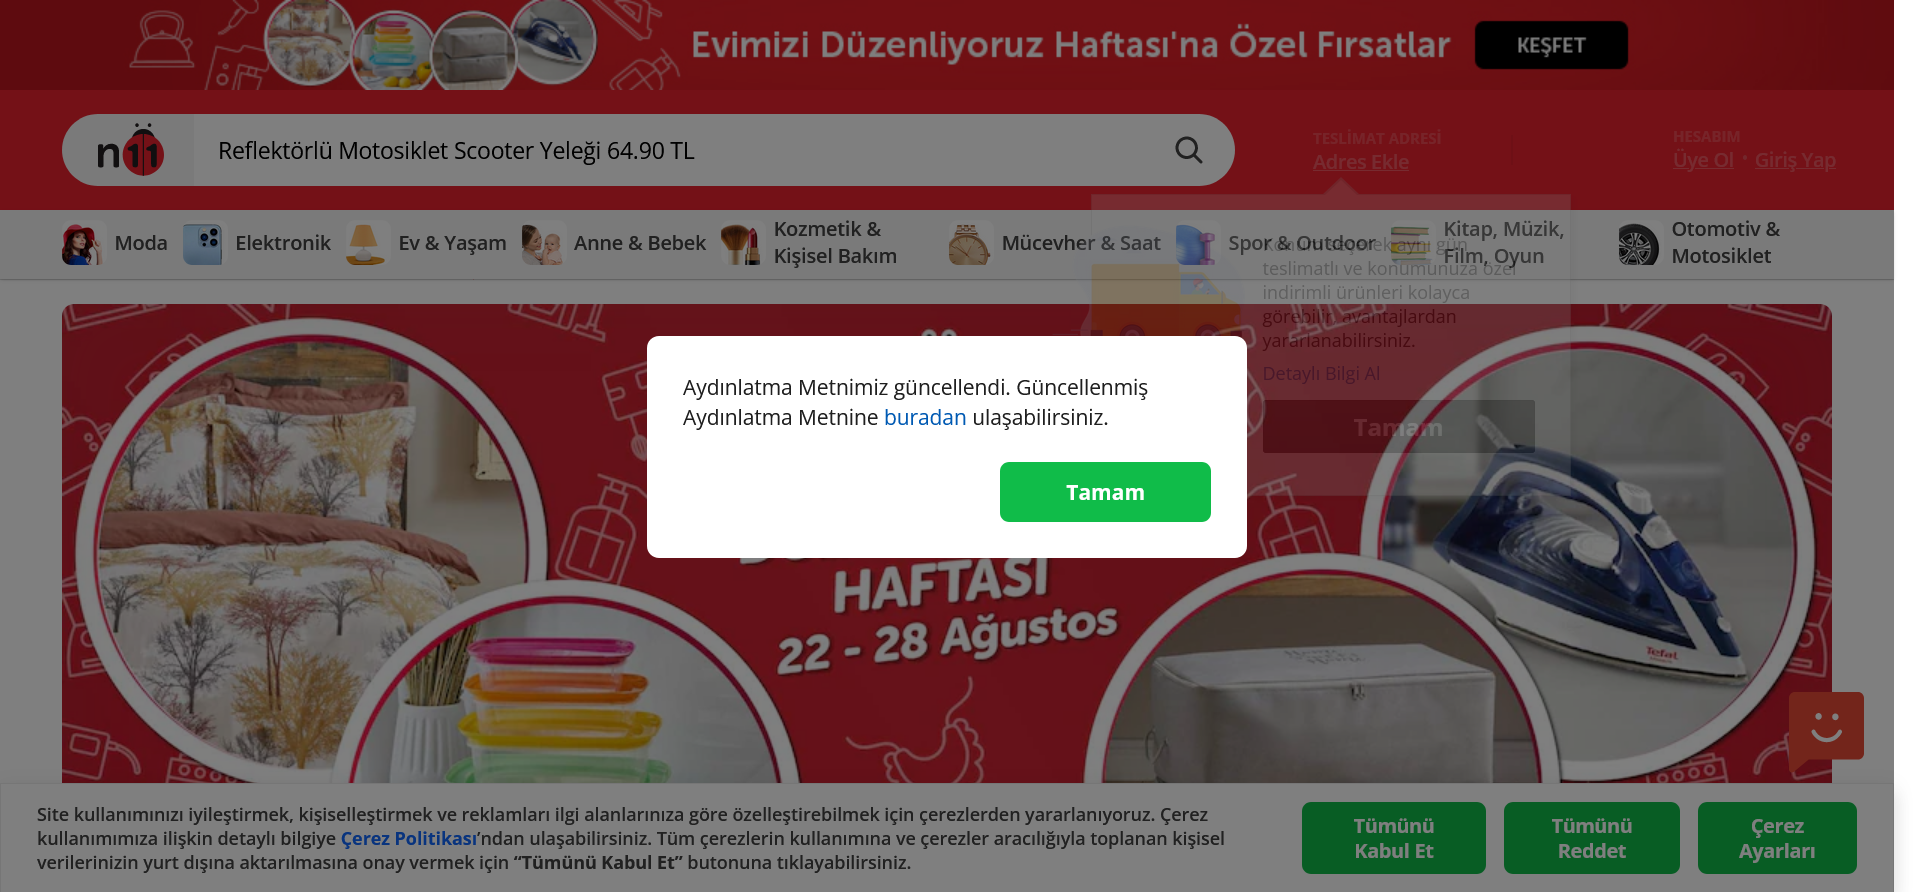 Evimizi Düzenliyoruz Haftası'na Özel Fırsatlar
KEŞFET
n11
Reflektörlü Motosiklet Scooter Yeleği 64.90 TL
TESLİMAT ADRESİ
Adres Ekle
HESABIM
Üye Ol · Giriş Yap
Moda
Elektronik
Ev & Yaşam
Anne & Bebek
Kozmetik &
Kişisel Bakım
Mücevher & Saat
Spor & Outdoor
Kitap, Müzik,
Film, Oyun
Otomotiv &
Motosiklet
aynı gün
teslimatlı ve konumunuza özel
indirimli ürünleri kolayca
görebilir, avantajlardan
yararlanabilirsiniz.
Detaylı Bilgi Al
Tamam
Aydınlatma Metnimiz güncellendi. Güncellenmiş
Aydınlatma Metnine buradan ulaşabilirsiniz.
Tamam
HAFTASI
22 - 28 Ağustos
Tefal
Site kullanımınızı iyileştirmek, kişiselleştirmek ve reklamları ilgi alanlarınıza göre özelleştirebilmek için çerezlerden yararlanıyoruz. Çerez
kullanımımıza ilişkin detaylı bilgiye Çerez Politikası’ndan ulaşabilirsiniz. Tüm çerezlerin kullanımına ve çerezler aracılığıyla toplanan kişisel
verilerinizin yurt dışına aktarılmasına onay vermek için “Tümünü Kabul Et” butonuna tıklayabilirsiniz.
Tümünü
Kabul Et
Tümünü
Reddet
Çerez
Ayarları